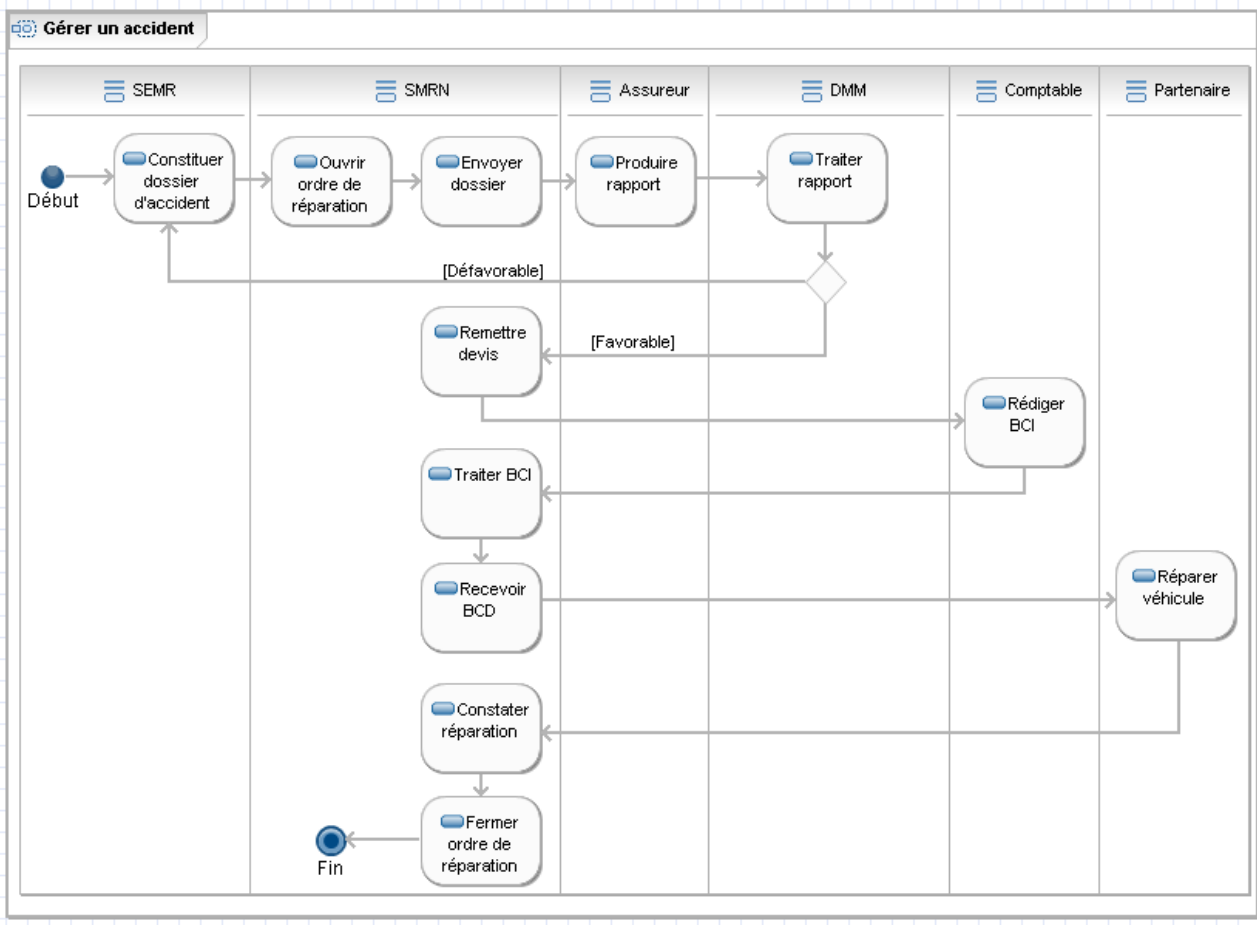 Gérer un accident
SEMR
SMRN
Assureur
DMM
Comptable
Partenaire
Début
Constituer
dossier
d'accident
Ouvrir
ordre de
réparation
Envoyer
dossier
Produire
rapport
Traiter
rapport
[Défavorable]
Remettre
devis
[Favorable]
Rédiger
BCI
Traiter BCI
Recevoir
BCD
Réparer
véhicule
Constater
réparation
Fermer
ordre de
réparation
Fin